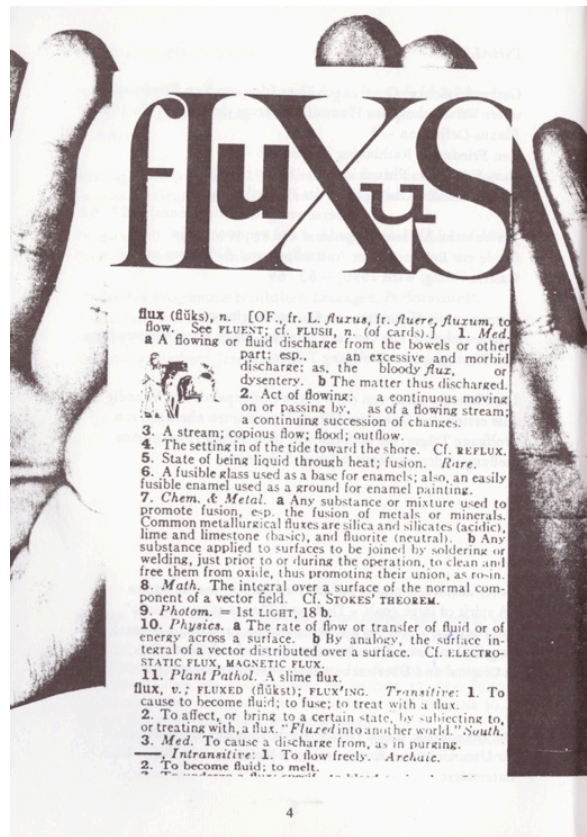 fluXuS
flux (flŭks), n. [OF., fr. L. fluxus, fr. fluere, fluxum, to
flow. See FLUENT; cf. FLUSH, n. (of cards).] 1. Med.
a A flowing or fluid discharge from the bowels or other
part; esp., an excessive and morbid
discharge; as, the bloody flux, or
dysentery. b The matter thus discharged.
2. Act of flowing; a continuous moving
on or passing by, as of a flowing stream;
a continuing succession of changes.
3. A stream; copious flow; flood; outflow.
4. The setting in of the tide toward the shore. Cf. REFLUX.
5. State of being liquid through heat; fusion. Rare.
6. A fusible glass used as a base for enamels; also, an easily
fusible enamel used as a ground for enamel painting.
7. Chem. & Metal. a Any substance or mixture used to
promote fusion, esp. the fusion of metals or minerals.
Common metallurgical fluxes are silica and silicates (acidic),
lime and limestone (basic), and fluorite (neutral). b Any
substance applied to surfaces to be joined by soldering or
welding, just prior to or during the operation, to clean and
free them from oxide, thus promoting their union, as rosin.
8. Math. The integral over a surface of the normal com-
ponent of a vector field. Cf. STOKES' THEOREM.
9. Photom. = 1st LIGHT, 18 b.
10. Physics. a The rate of flow or transfer of fluid or of
energy across a surface. b By analogy, the surface in-
tegral of a vector distributed over a surface. Cf. ELECTRO-
STATIC FLUX, MAGNETIC FLUX.
11. Plant Pathol. A slime flux.
flux, v.; FLUXED (flŭkst); FLUX'ING. Transitive: 1. To
cause to become fluid; to fuse; to treat with a flux.
2. To affect, or bring to a certain state, by subjecting to,
or treating with, a flux. "Fluxed into another world." South.
3. Med. To cause a discharge from, as in purging.
—, Intransitive: 1. To flow freely. Archaic.
2. To become fluid; to melt.
4